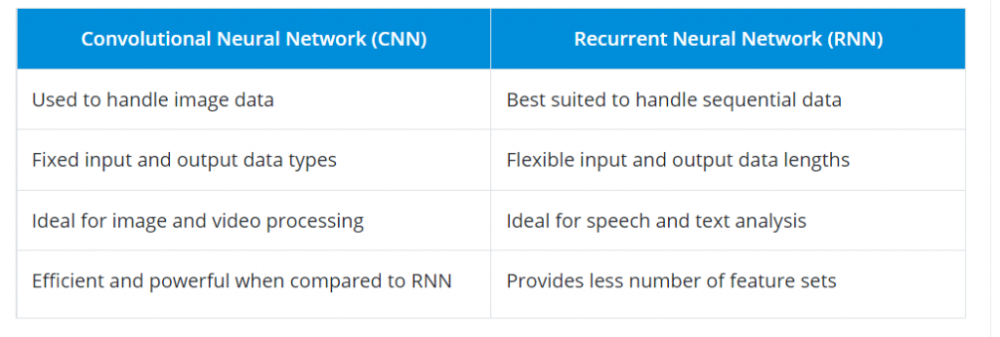 Convolutional Neural Network (CNN)
Recurrent Neural Network (RNN)
Used to handle image data
Best suited to handle sequential data
Fixed input and output data types
Flexible input and output data lengths
Ideal for image and video processing
Ideal for speech and text analysis
Efficient and powerful when compared to RNN
Provides less number of feature sets